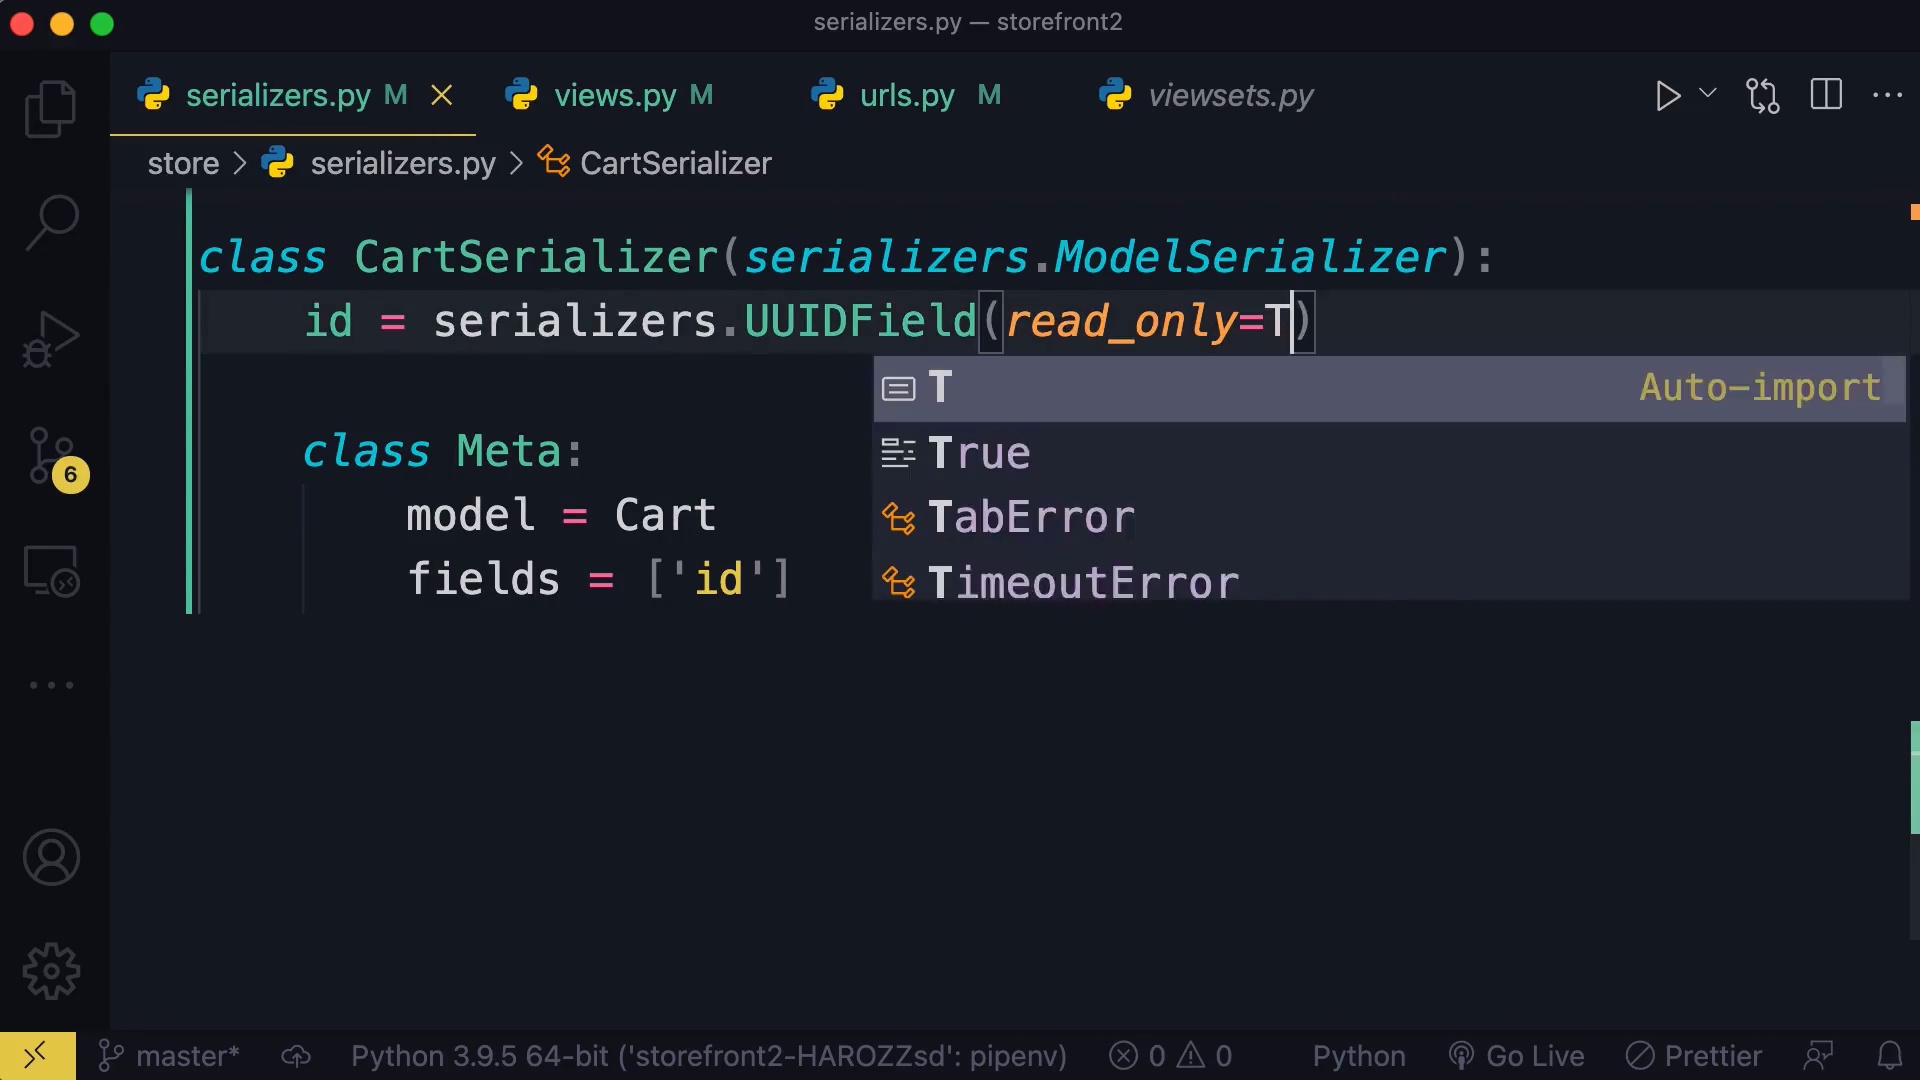 serializers.py — storefront2
serializers.py M views.py M urls.py M viewsets.py
store > serializers.py > CartSerializer
class CartSerializer(serializers.ModelSerializer):
id = serializers.UUIDField(read_only=T)
T Auto-import
True
TabError
TimeoutError
class Meta:
model = Cart
fields = ['id']
6
master* Python 3.9.5 64-bit ('storefront2-HAROZZsd': pipenv) 0 0 Python Go Live Prettier